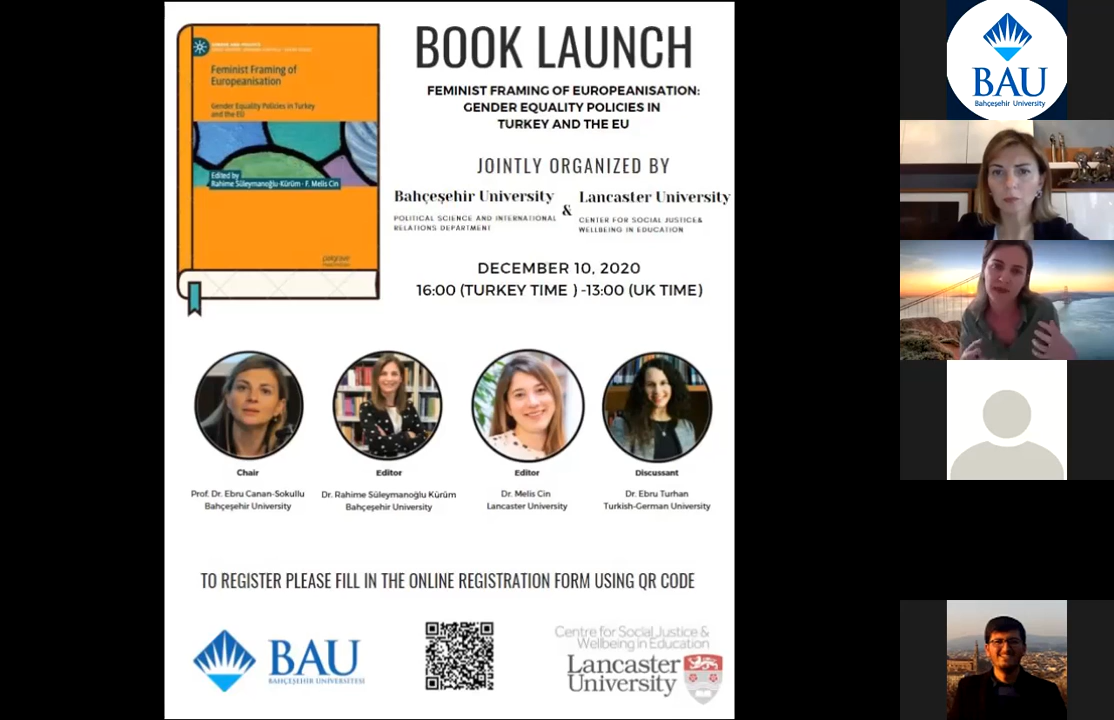 Feminist Framing of
Europeanisation
Gender Equality Policies in Turkey
and the EU
Edited by
Rahime Süleymanoğlu-Kürüm · F. Melis Cin
palgrave
macmillan
BOOK LAUNCH
FEMINIST FRAMING OF EUROPEANISATION:
GENDER EQUALITY POLICIES IN
TURKEY AND THE EU
JOINTLY ORGANIZED BY
Bahçeşehir University & Lancaster University
POLITICAL SCIENCE AND INTERNATIONAL
RELATIONS DEPARTMENT
CENTER FOR SOCIAL JUSTICE&
WELLBEING IN EDUCATION
DECEMBER 10, 2020
16:00 (TURKEY TIME ) -13:00 (UK TIME)
Chair
Prof. Dr. Ebru Canan-Sokullu
Bahçeşehir University
Editor
Dr. Rahime Süleymanoğlu Kürüm
Bahçeşehir University
Editor
Dr. Melis Cin
Lancaster University
Discussant
Dr. Ebru Turhan
Turkish-German University
TO REGISTER PLEASE FILL IN THE ONLINE REGISTRATION FORM USING QR CODE
BAU
BAHÇEŞEHİR ÜNİVERSİTESİ
Centre for Social Justice &
Wellbeing in Education
Lancaster
University
BAU
Bahçeşehir University